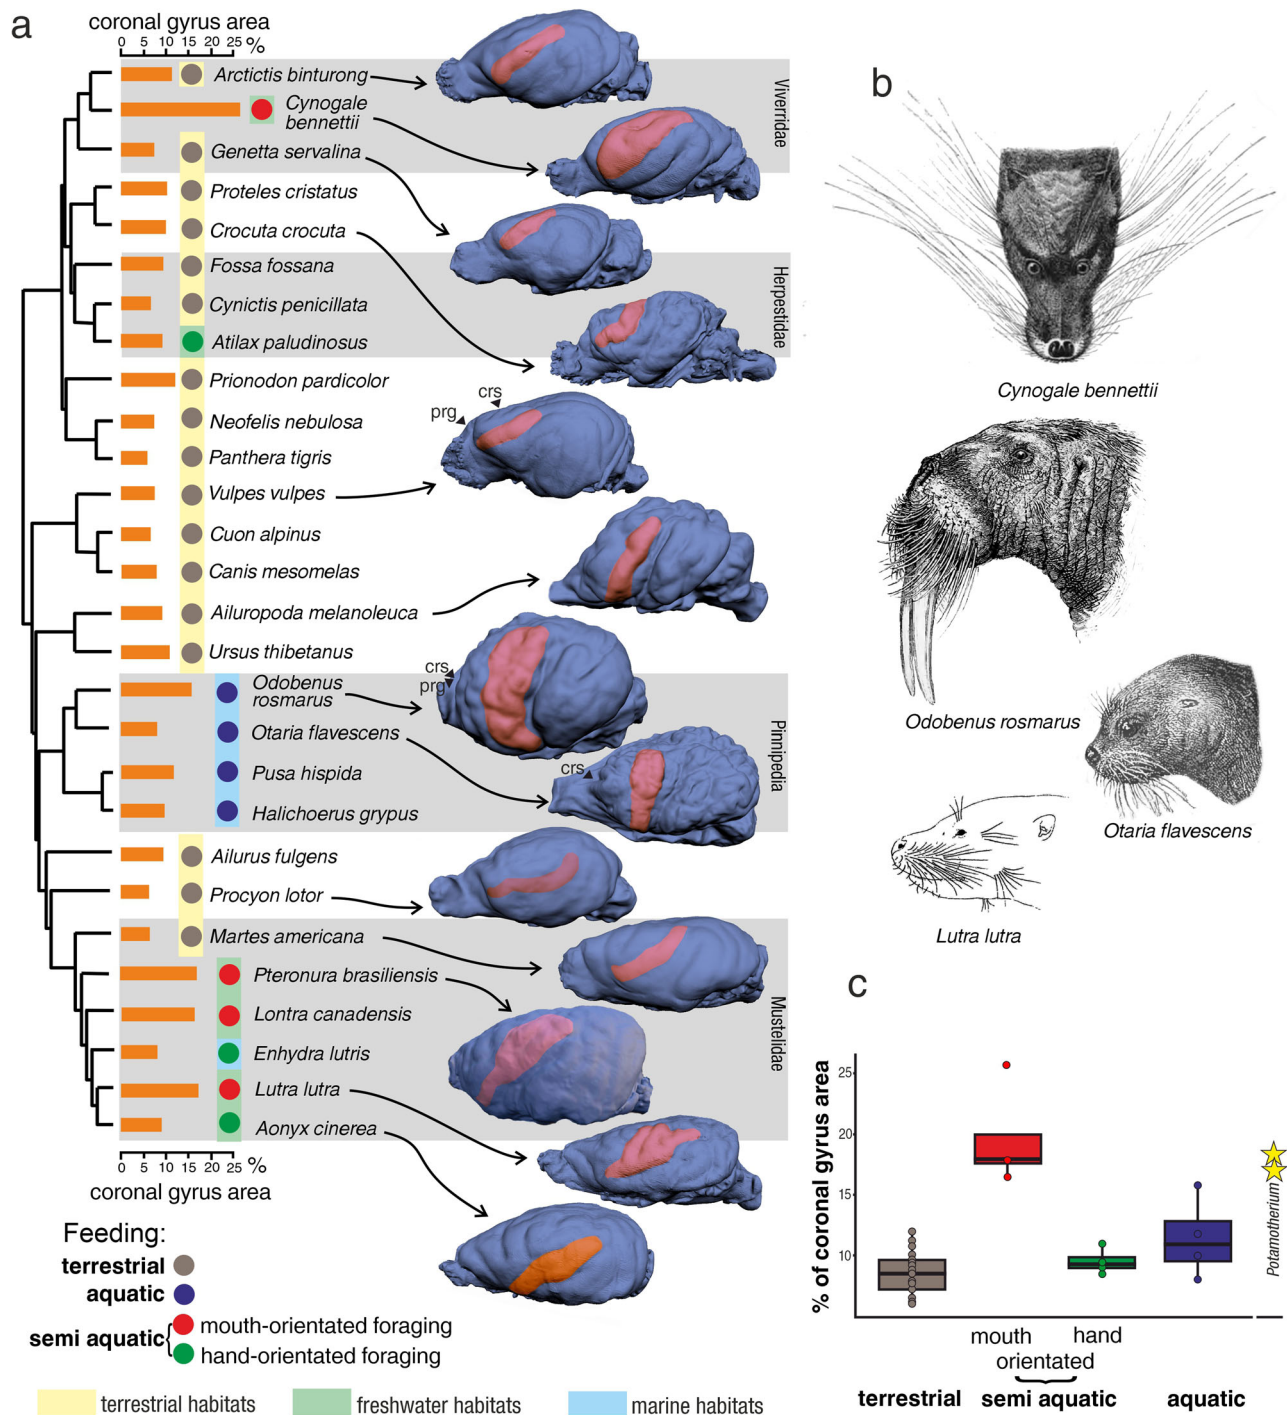 a
coronal gyrus area
0 5 10 15 20 25 %
Arctictis binturong
Cynogale
bennettii
Genetta servalina
Proteles cristatus
Crocuta crocuta
Fossa fossana
Cynictis penicillata
Atilax paludinosus
Prionodon pardicolor
Neofelis nebulosa
Panthera tigris
Vulpes vulpes
Cuon alpinus
Canis mesomelas
Ailuropoda melanoleuca
Ursus thibetanus
Odobenus
rosmarus
Otaria flavescens
Pusa hispida
Halichoerus grypus
Ailurus fulgens
Procyon lotor
Martes americana
Pteronura brasiliensis
Lontra canadensis
Enhydra lutris
Lutra lutra
Aonyx cinerea
0 5 10 15 20 25 %
coronal gyrus area
Viverridae
Herpestidae
Pinnipedia
Mustelidae
crs
prg
crs
prg
crs
Feeding:
terrestrial
aquatic
semi aquatic
mouth-orientated foraging
hand-orientated foraging
terrestrial habitats
freshwater habitats
marine habitats
b
Cynogale bennettii
Odobenus rosmarus
Otaria flavescens
Lutra lutra
c
% of coronal gyrus area
25
20
15
10
Potamotherium
mouth hand
orientated
terrestrial semi aquatic aquatic